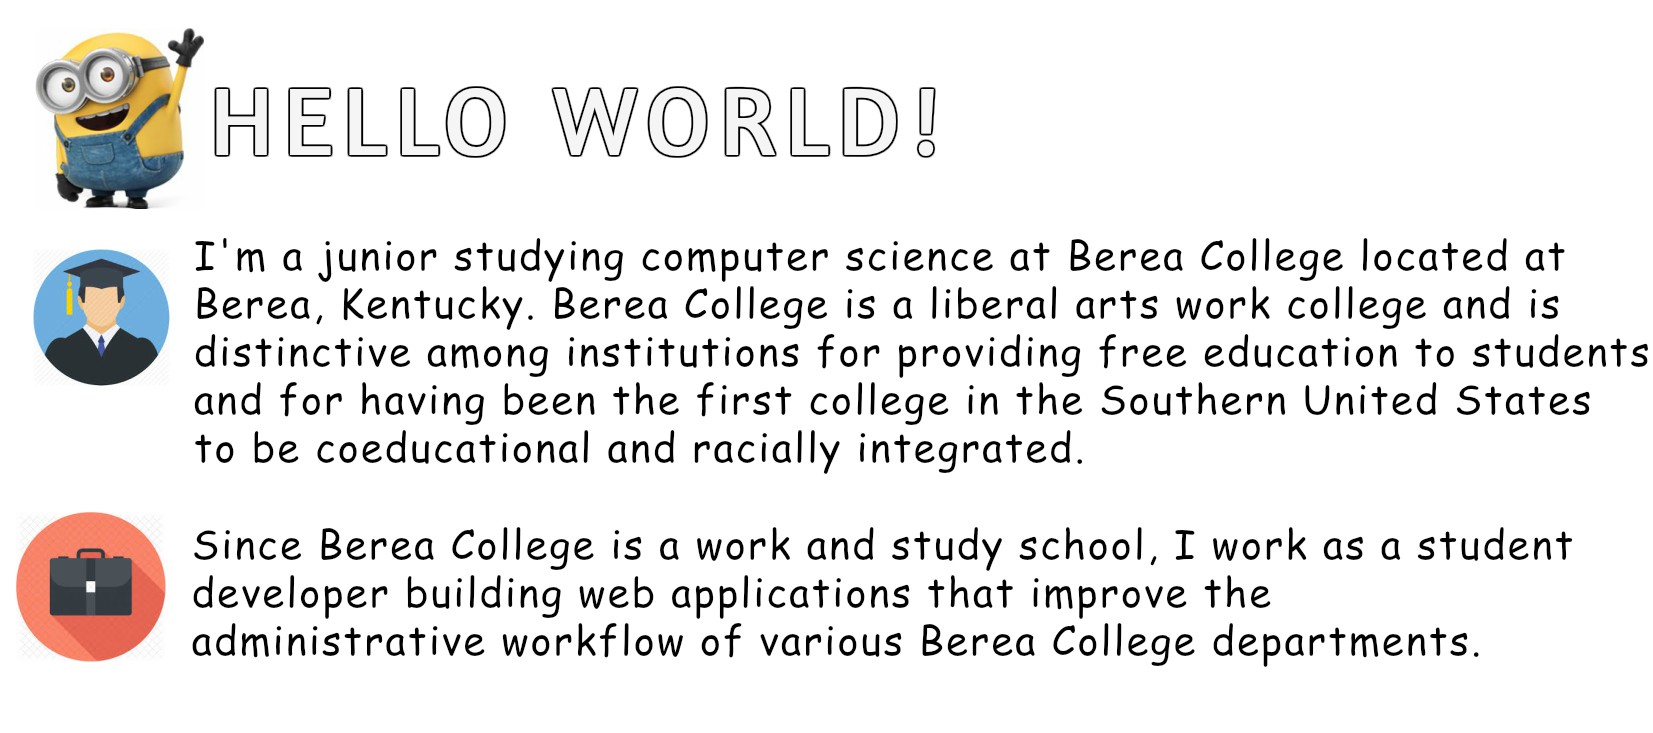 HELLO WORLD!
I'm a junior studying computer science at Berea College located at
Berea, Kentucky. Berea College is a liberal arts work college and is
distinctive among institutions for providing free education to students
and for having been the first college in the Southern United States
to be coeducational and racially integrated.
Since Berea College is a work and study school, I work as a student
developer building web applications that improve the
administrative workflow of various Berea College departments.